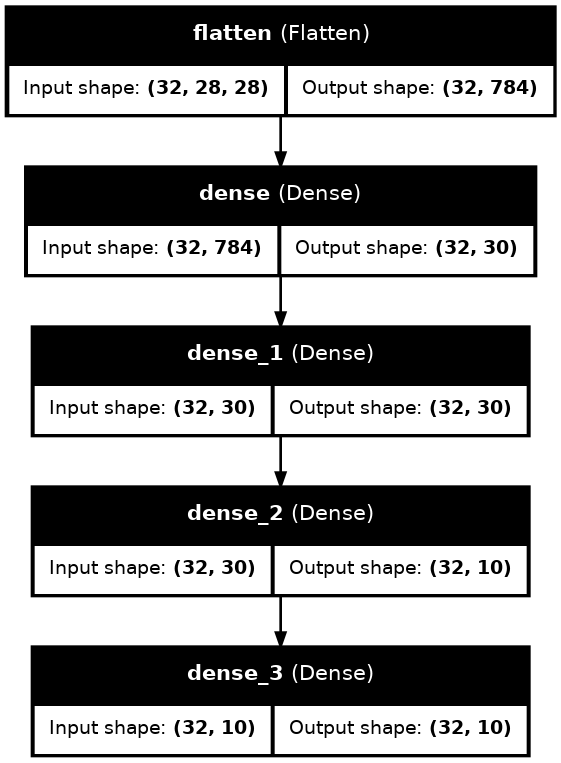 flatten (Flatten)
Input shape: (32, 28, 28) Output shape: (32, 784)
dense (Dense)
Input shape: (32, 784) Output shape: (32, 30)
dense_1 (Dense)
Input shape: (32, 30) Output shape: (32, 30)
dense_2 (Dense)
Input shape: (32, 30) Output shape: (32, 10)
dense_3 (Dense)
Input shape: (32, 10) Output shape: (32, 10)